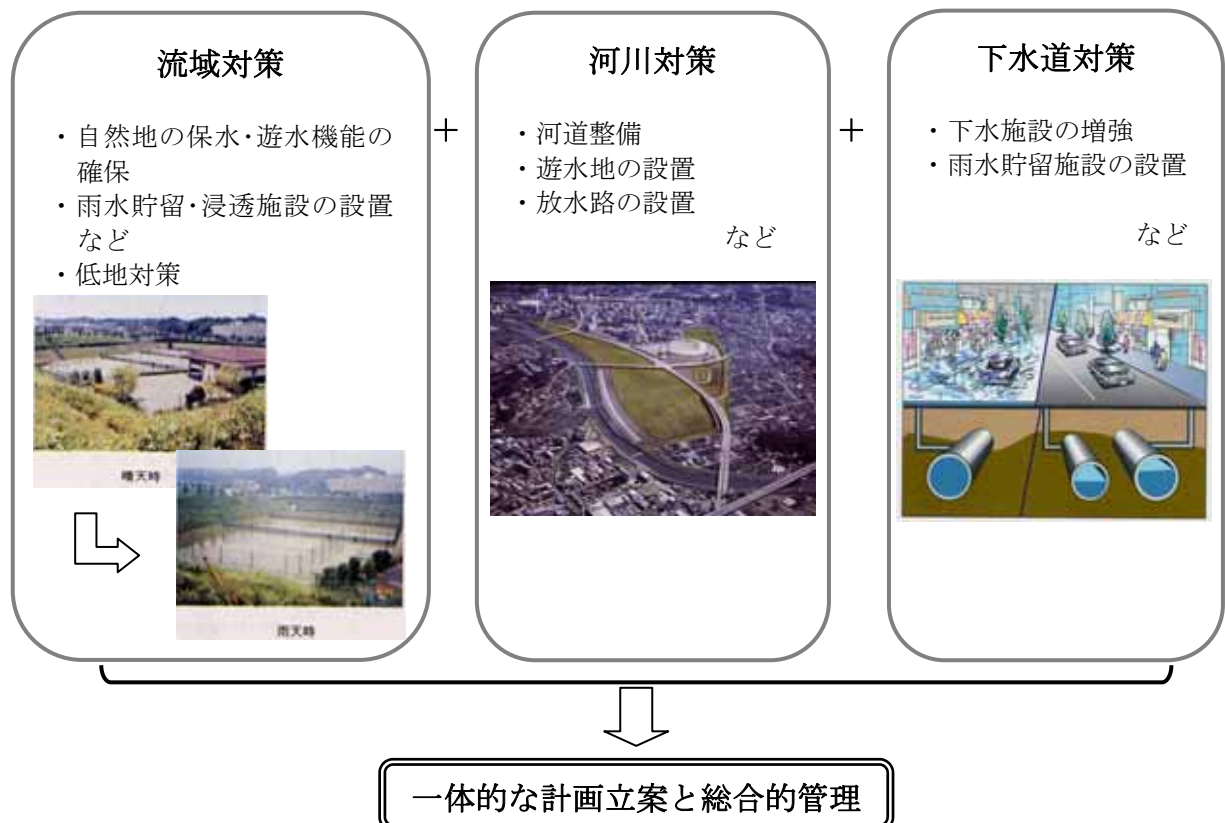 流域対策
・自然地の保水・遊水機能の
確保
・雨水貯留・浸透施設の設置
など
・低地対策
晴天時
雨天時
+
河川対策
・河道整備
・遊水地の設置
・放水路の設置
など
+
下水道対策
・下水施設の増強
・雨水貯留施設の設置
など
一体的な計画立案と総合的管理